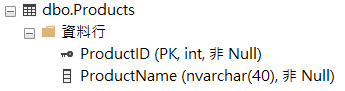 dbo.Products
資料行
ProductID (PK, int, 非 Null)
ProductName (nvarchar(40), 非 Null)